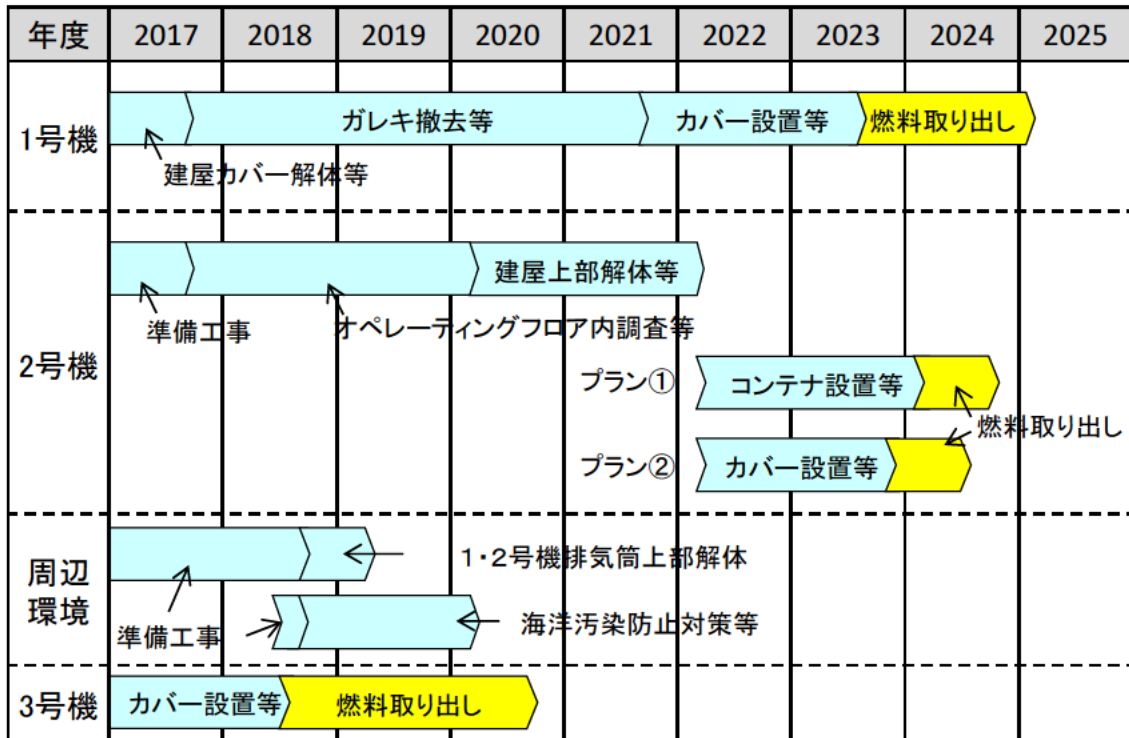 年度 2017 2018 2019 2020 2021 2022 2023 2024 2025
1号機
ガレキ撤去等 カバー設置等 燃料取り出し
建屋カバー解体等
2号機
建屋上部解体等
準備工事 オペレーティングフロア内調査等
プラン① コンテナ設置等
燃料取り出し
プラン② カバー設置等
周辺
環境
1・2号機排気筒上部解体
準備工事 海洋汚染防止対策等
3号機 カバー設置等 燃料取り出し